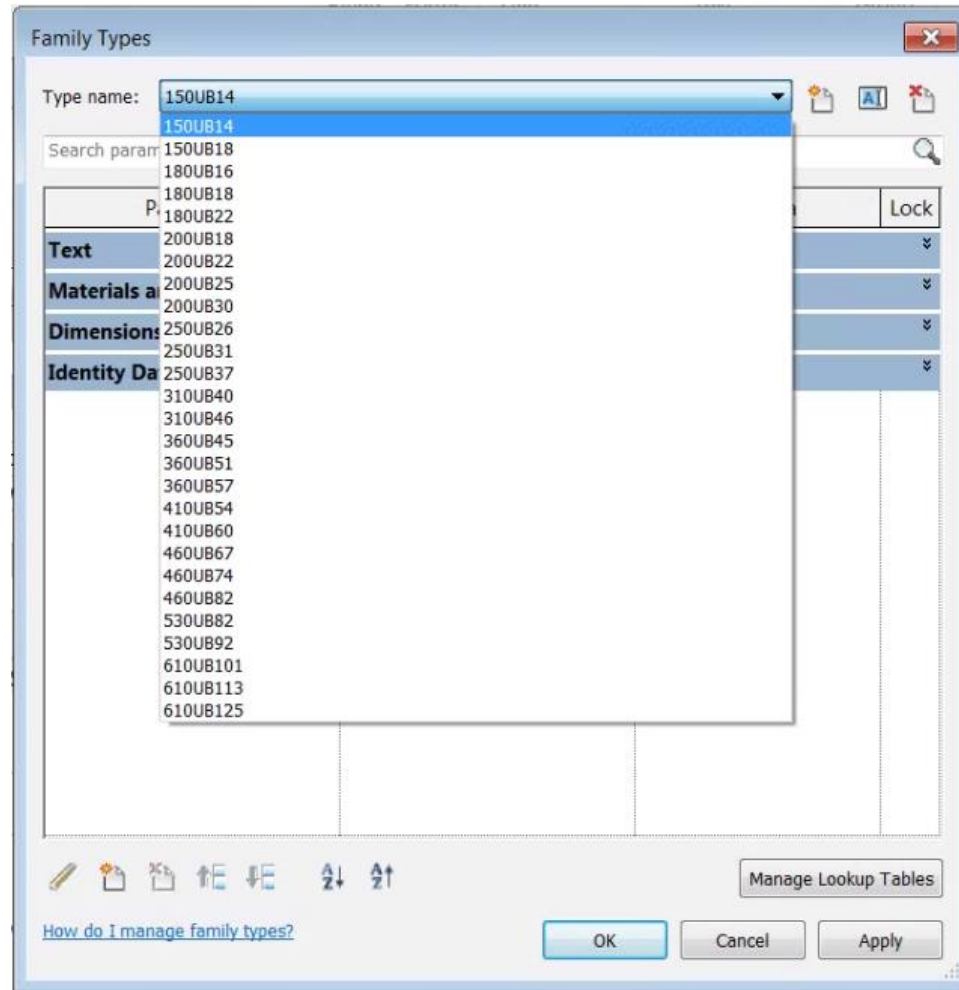 Family Types
Type name: 150UB14
150UB14
Search param
150UB18
180UB16
180UB18
Lock
180UB22
Text
200UB18
200UB22
Materials a
200UB25
200UB30
Dimensions
250UB26
250UB31
Identity Da
250UB37
310UB40
310UB46
360UB45
360UB51
360UB57
410UB54
410UB60
460UB67
460UB74
460UB82
530UB82
530UB92
610UB101
610UB113
610UB125
Manage Lookup Tables
How do I manage family types?
OK Cancel Apply